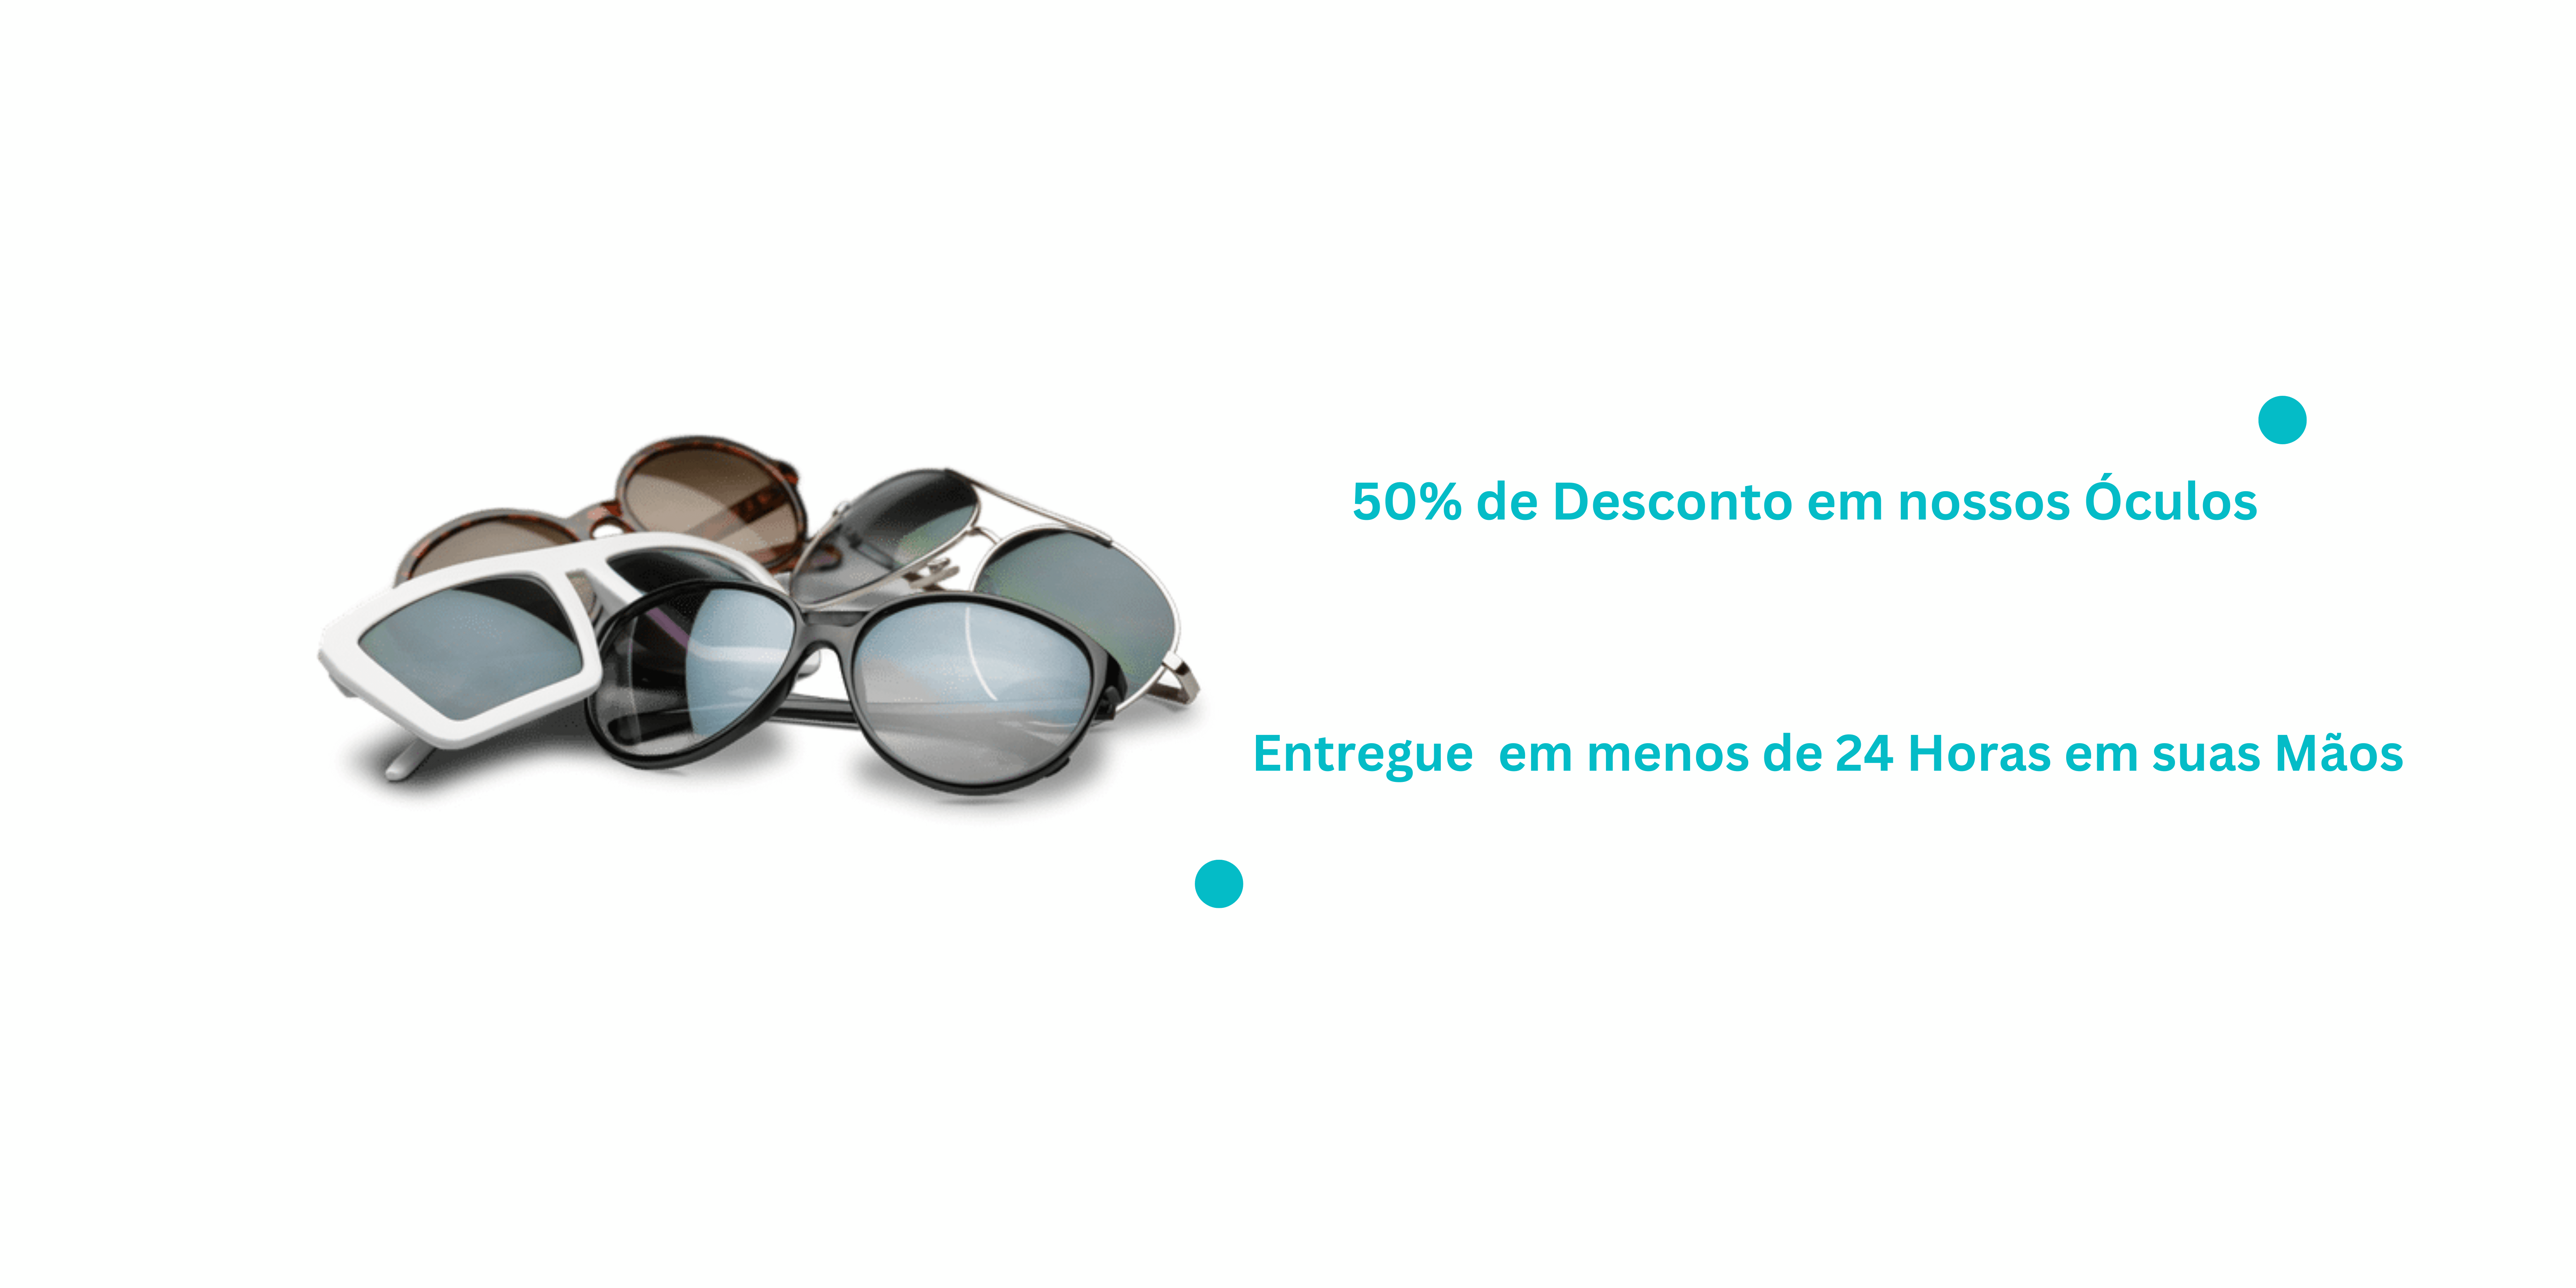 50% de Desconto em nossos Óculos
Entregue  em menos de 24 Horas em suas Mãos